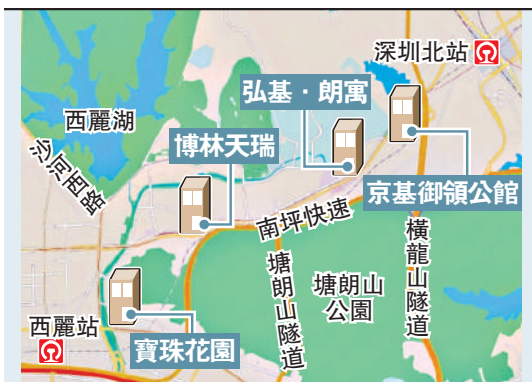 深圳北站
弘基·朗寓
西麗湖
博林天瑞
沙河西路
京基御領公館
南坪快速
橫龍山隧道
塘朗山隧道
塘朗山
公園
西麗站
寶珠花園